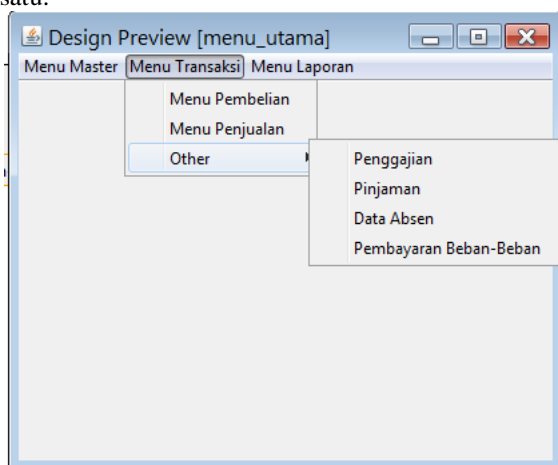 satu.
Design Preview [menu_utama]
Menu Master Menu Transaksi Menu Laporan
Menu Pembelian
Menu Penjualan
Other
Penggajian
Pinjaman
Data Absen
Pembayaran Beban-Beban